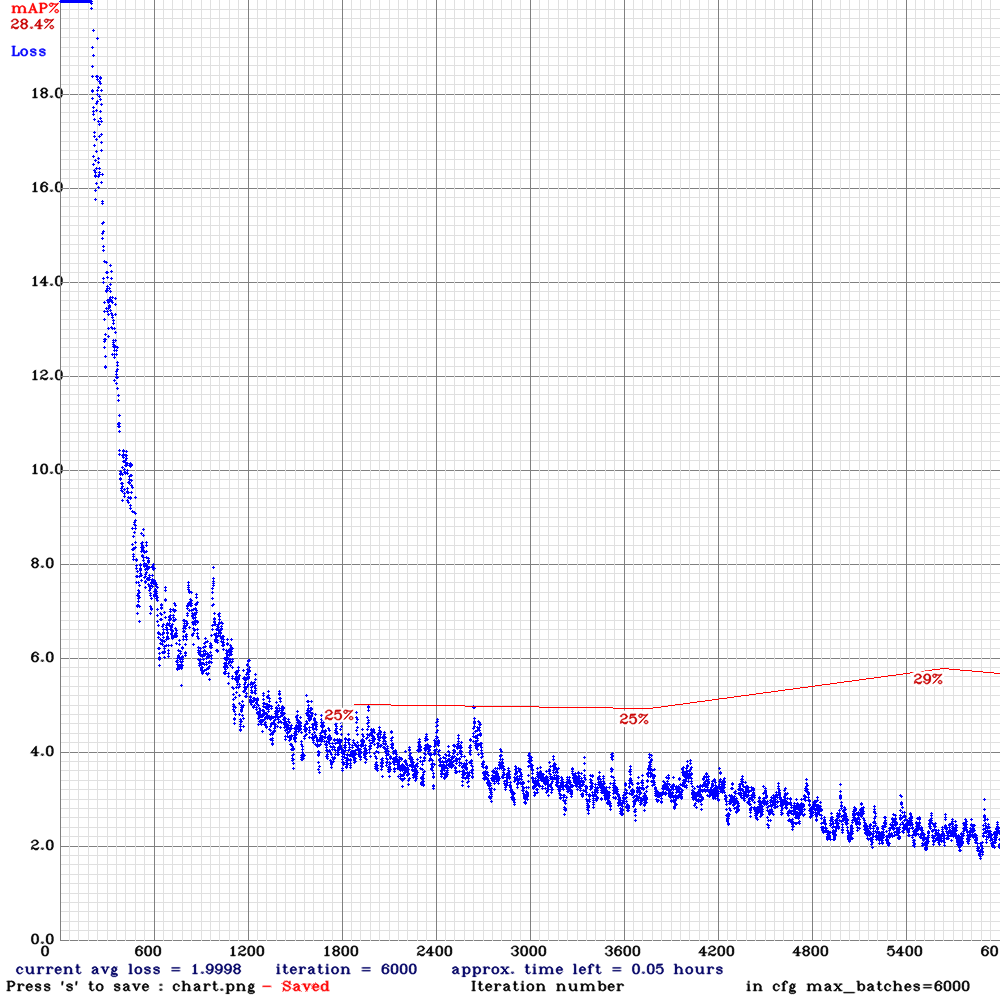 mAP%
28.4%
Loss
18.0
16.0
14.0
12.0
10.0
8.0
6.0
29%
25%
25%
4.0
2.0
0.0
0 600 1200 1800 2400 3000 3600 4200 4800 5400 60
current avg loss = 1.9998 iteration = 6000 approx. time left = 0.05 hours
Press 's' to save : chart.png - Saved Iteration number in cfg max_batches=6000